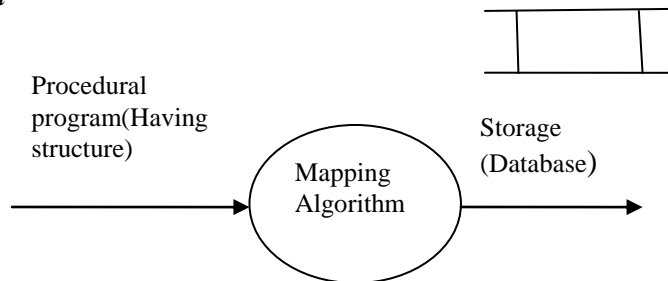 Procedural
program(Having
structure)
Mapping
Algorithm
Storage
(Database)